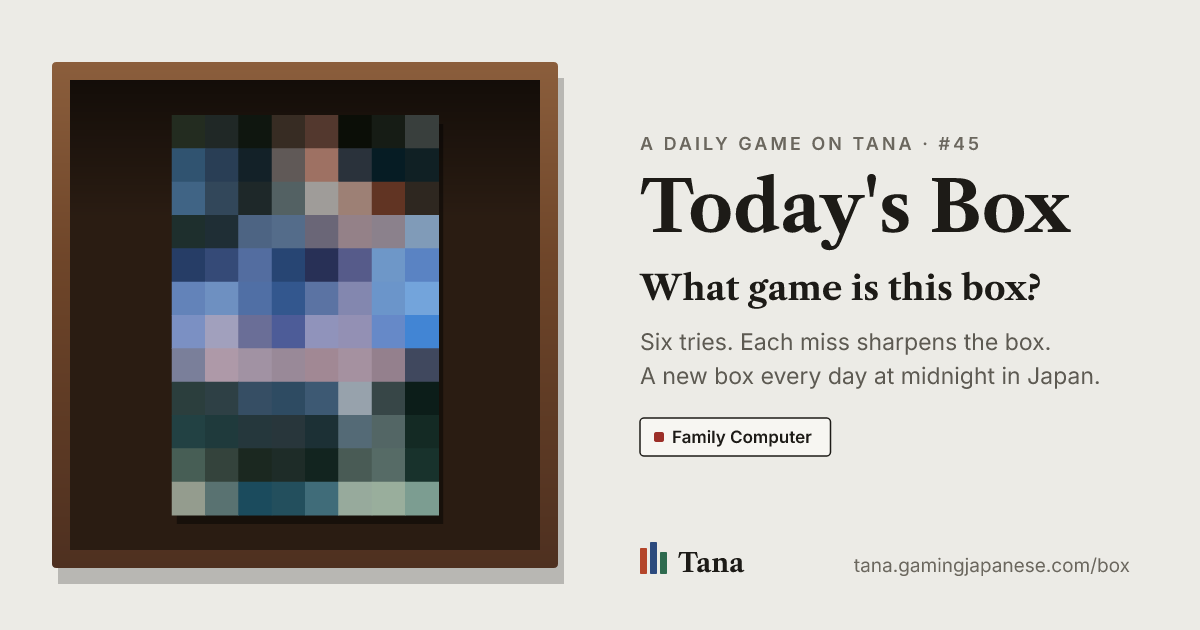 A DAILY GAME ON TANA · #45
Today's Box
What game is this box?
Six tries. Each miss sharpens the box.
A new box every day at midnight in Japan.
Family Computer
Tana
tana.gamingjapanese.com/box